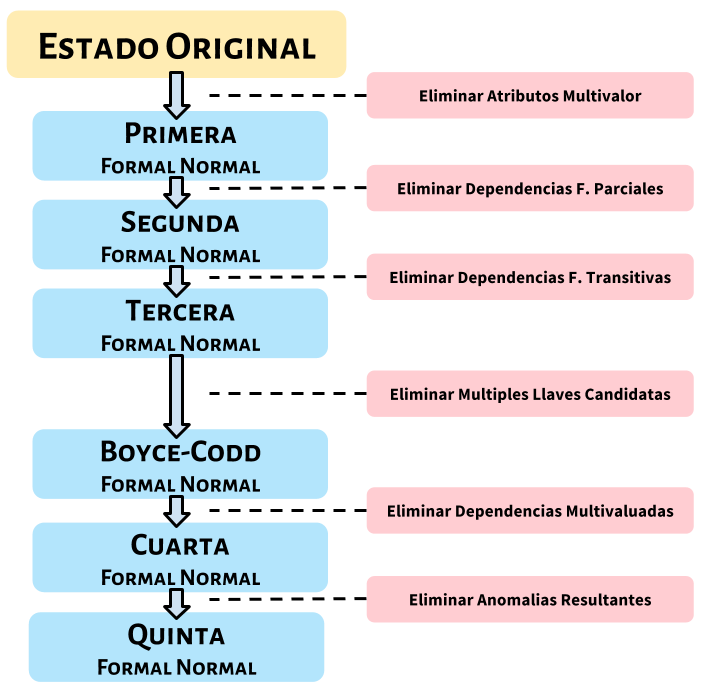 ESTADO ORIGINAL
Eliminar Atributos Multivalor
PRIMERA
FORMAL NORMAL
Eliminar Dependencias F. Parciales
SEGUNDA
FORMAL NORMAL
Eliminar Dependencias F. Transitivas
TERCERA
FORMAL NORMAL
Eliminar Multiples Llaves Candidatas
BOYCE-CODD
FORMAL NORMAL
Eliminar Dependencias Multivaluadas
CUARTA
FORMAL NORMAL
Eliminar Anomalias Resultantes
QUINTA
FORMAL NORMAL